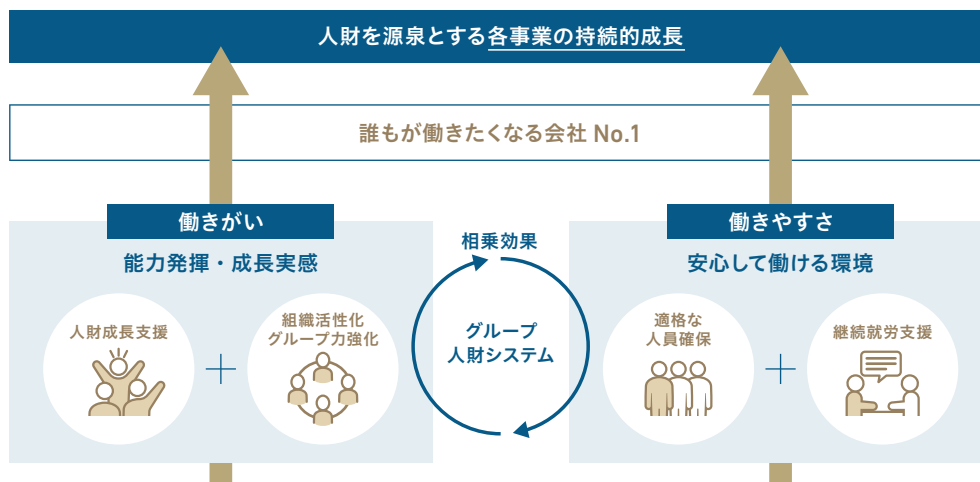 人財を源泉とする各事業の持続的成長
誰もが働きたくなる会社 No.1
働きがい
能力発揮・成長実感
人財成長支援
組織活性化
グループ力強化
相乗効果
グループ
人財システム
働きやすさ
安心して働ける環境
適格な
人員確保
継続就労支援